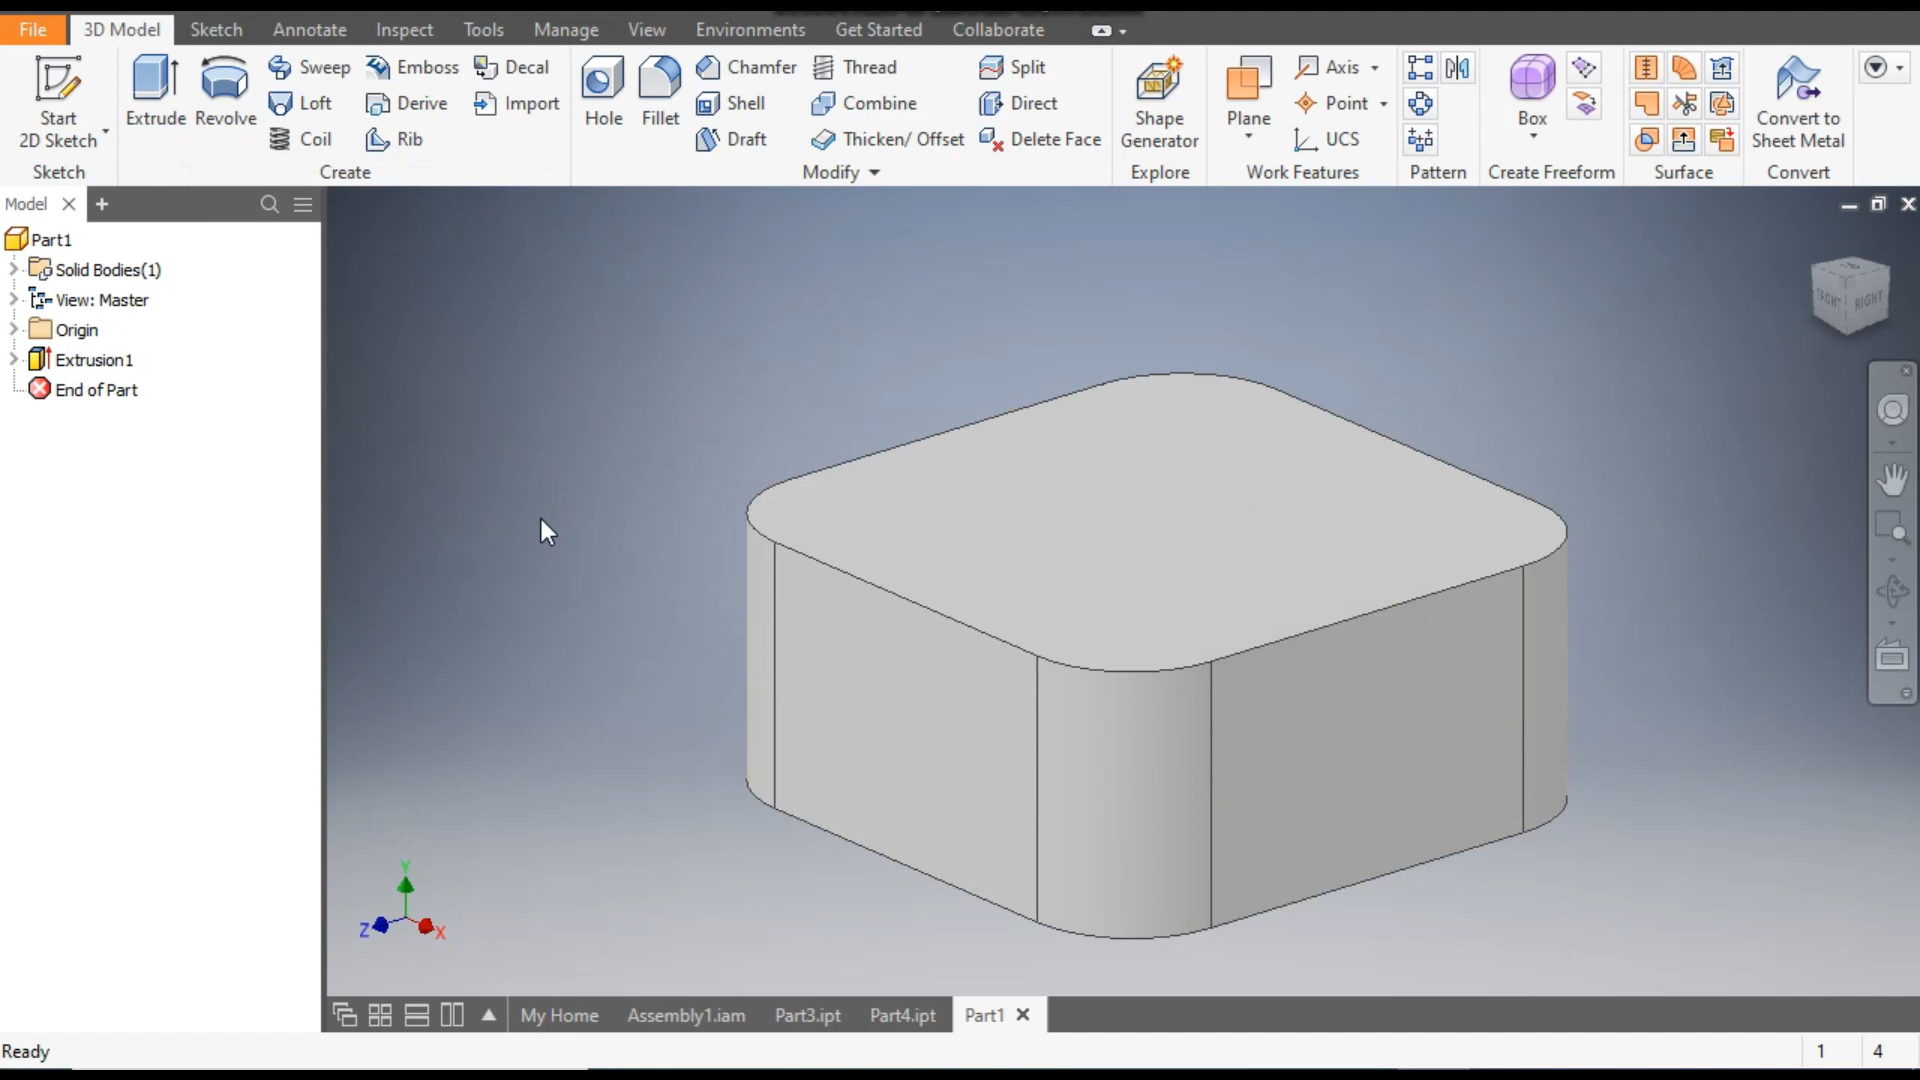 File 3D Model Sketch Annotate Inspect Tools Manage View Environments Get Started Collaborate
Start
2D Sketch
Extrude
Revolve
Sweep
Loft
Coil
Emboss
Derive
Rib
Decal
Import
Hole
Fillet
Chamfer
Shell
Draft
Thread
Combine
Thicken/ Offset
Split
Direct
Delete Face
Shape
Generator
Plane
Axis
Point
UCS
Box
Convert to
Sheet Metal
Sketch Create Modify Explore Work Features Pattern Create Freeform Surface Convert
Model
Part1
Solid Bodies(1)
View: Master
Origin
Extrusion1
End of Part
FRONT RIGHT
Y
Z X
My Home Assembly1.iam Part3.ipt Part4.ipt Part1
Ready 1 4